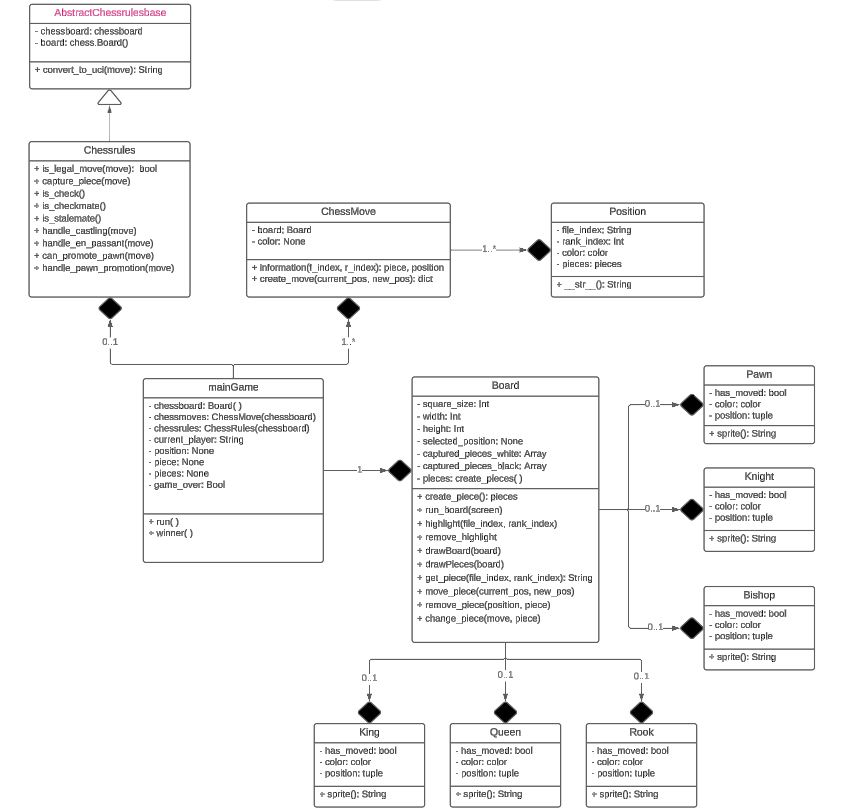 AbstractChessrulesbase
- chessboard: chessboard
- board: chess.Board()
+ convert_to_uci(move): String
Chessrules
+ is_legal_move(move): bool
+ capture_piece(move)
+ is_check()
+ is_checkmate()
+ is_stalemate()
+ handle_castling(move)
+ handle_en_passant(move)
+ can_promote_pawn(move)
+ handle_pawn_promotion(move)
ChessMove
- board; Board
- color: None
+ information(f_index, r_index): piece, position
+ create_move(current_pos, new_pos): dict
1..*
Position
- file_index; String
- rank_index: Int
- color: color
- pieces: pieces
+ __str__(): String
0..1
1..*
mainGame
- chessboard: Board( )
- chessmoves: ChessMove(chessboard)
- chessrules: ChessRules(chessboard)
- current_player: String
- position: None
- piece: None
- pieces: None
- game_over: Bool
+ run( )
+ winner( )
1
Board
- square_size: Int
- width: Int
- height: Int
- selected_position: None
- captured_pieces_white: Array
- captured_pieces_black: Array
- pieces: create_pieces( )
+ create_piece(): pieces
+ run_board(screen)
+ highlight(file_index, rank_index)
+ remove_highlight
+ drawBoard(board)
+ drawPieces(board)
+ get_piece(file_index, rank_index): String
+ move_piece(current_pos, new_pos)
+ remove_piece(position, piece)
+ change_piece(move, piece)
0..1
Pawn
- has_moved: bool
- color: color
- position: tuple
+ sprite(): String
0..1
Knight
- has_moved: bool
- color: color
- position: tuple
+ sprite(): String
0..1
Bishop
- has_moved: bool
- color: color
- position: tuple
+ sprite(): String
0..1
0..1
0..1
King
- has_moved: bool
- color: color
- position: tuple
+ sprite(): String
Queen
- has_moved: bool
- color: color
- position: tuple
+ sprite(): String
Rook
- has_moved: bool
- color: color
- position: tuple
+ sprite(): String